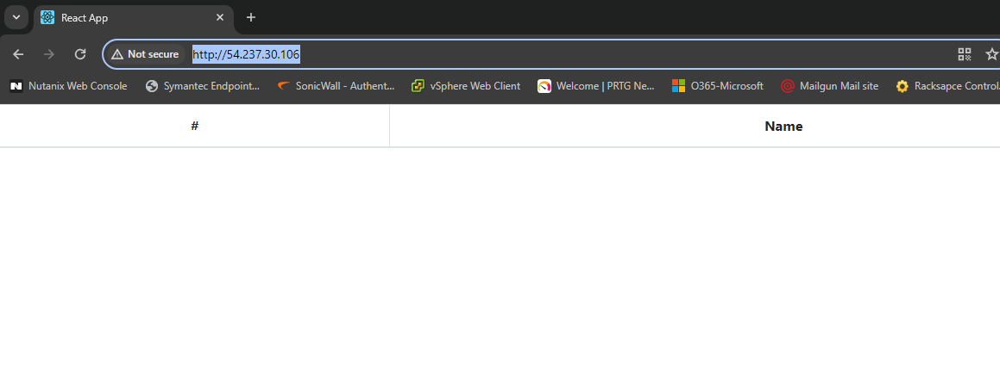 React App
Not secure http://54.237.30.106
Nutanix Web Console Symantec Endpoint... SonicWall - Authent... vSphere Web Client Welcome | PRTG Ne... O365-Microsoft Mailgun Mail site Racksapce Control
# Name